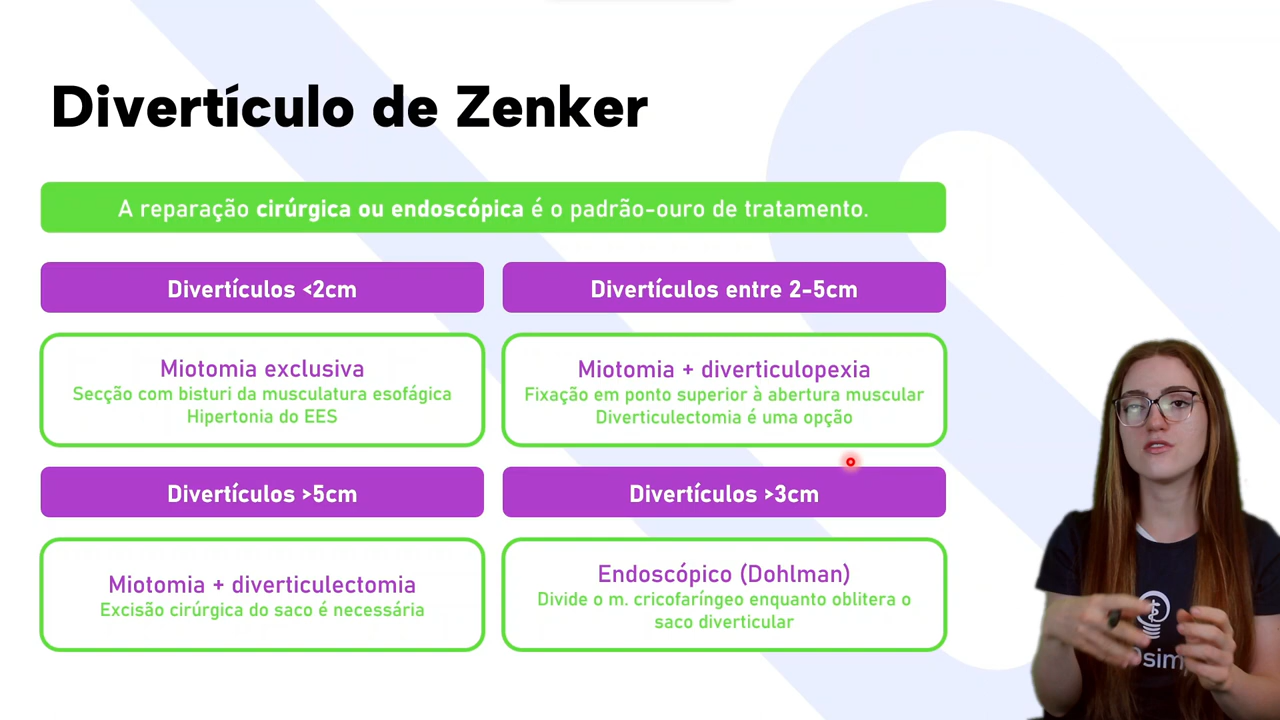 Divertículo de Zenker
A reparação cirúrgica ou endoscópica é o padrão-ouro de tratamento.
Divertículos <2cm
Divertículos entre 2-5cm
Miotomia exclusiva
Secção com bisturi da musculatura esofágica
Hipertonia do EES
Miotomia + diverticulopexia
Fixação em ponto superior à abertura muscular
Diverticulectomia é uma opção
Divertículos >5cm
Divertículos >3cm
Miotomia + diverticulectomia
Excisão cirúrgica do saco é necessária
Endoscópico (Dohlman)
Divide o m. cricofaríngeo enquanto oblitera o
saco diverticular